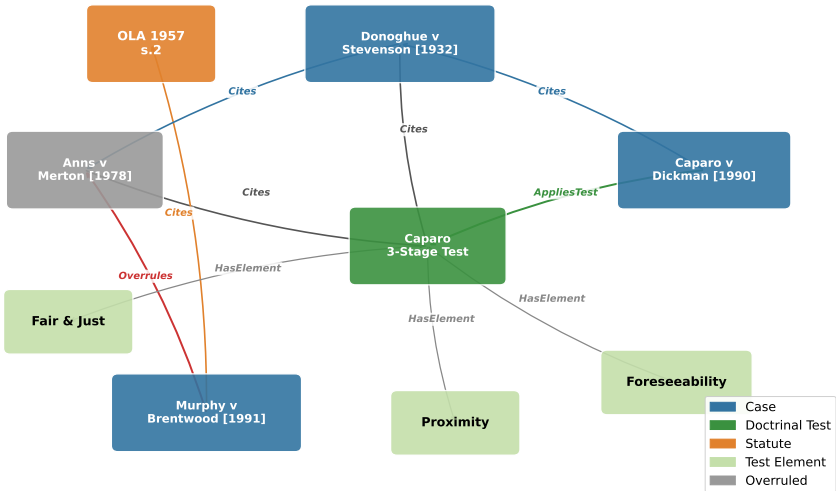 OLA 1957
s.2
Donoghue v
Stevenson [1932]
Cites
Cites
Cites
Anns v
Merton [1978]
Caparo v
Dickman [1990]
Cites
AppliesTest
Cites
Caparo
3-Stage Test
HasElement
Overrules
HasElement
Fair & Just
HasElement
Foreseeability
Murphy v
Brentwood [1991]
Proximity
Case
Doctrinal Test
Statute
Test Element
Overruled